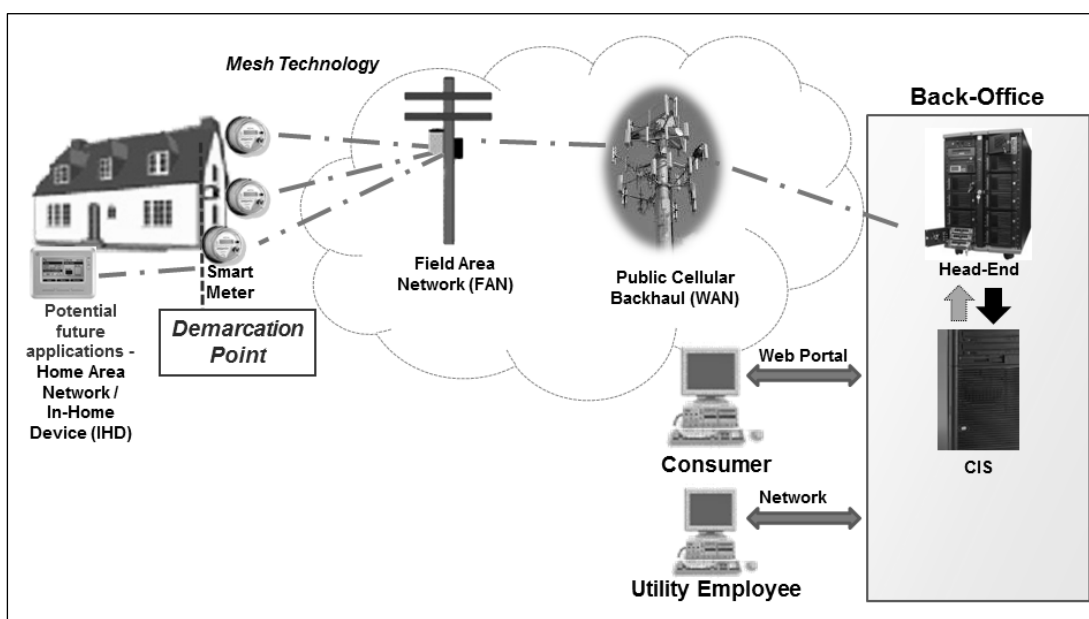 Mesh Technology
Back-Office
Smart
Meter
Field Area
Network (FAN)
Public Cellular
Backhaul (WAN)
Head-End
Potential
future
applications -
Home Area
Network /
In-Home
Device (IHD)
Demarcation
Point
Web Portal
Consumer
CIS
Network
Utility Employee